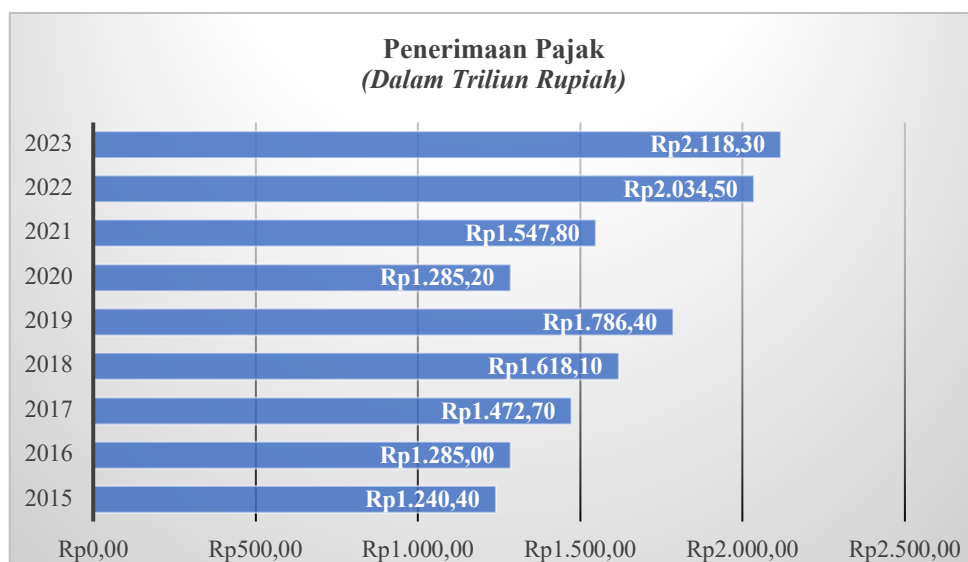 Penerimaan Pajak
(Dalam Triliun Rupiah)
2023 Rp2.118,30
2022 Rp2.034,50
2021 Rp1.547,80
2020 Rp1.285,20
2019 Rp1.786,40
2018 Rp1.618,10
2017 Rp1.472,70
2016 Rp1.285,00
2015 Rp1.240,40
Rp0,00 Rp500,00 Rp1.000,00 Rp1.500,00 Rp2.000,00 Rp2.500,00